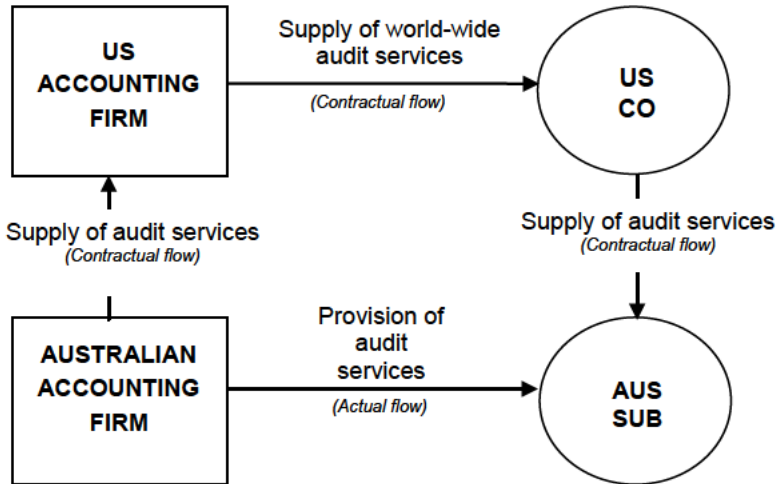 US
ACCOUNTING
FIRM
Supply of world-wide
audit services
(Contractual flow)
US
CO
Supply of audit services
(Contractual flow)
Supply of audit services
(Contractual flow)
AUSTRALIAN
ACCOUNTING
FIRM
Provision of
audit
services
(Actual flow)
AUS
SUB